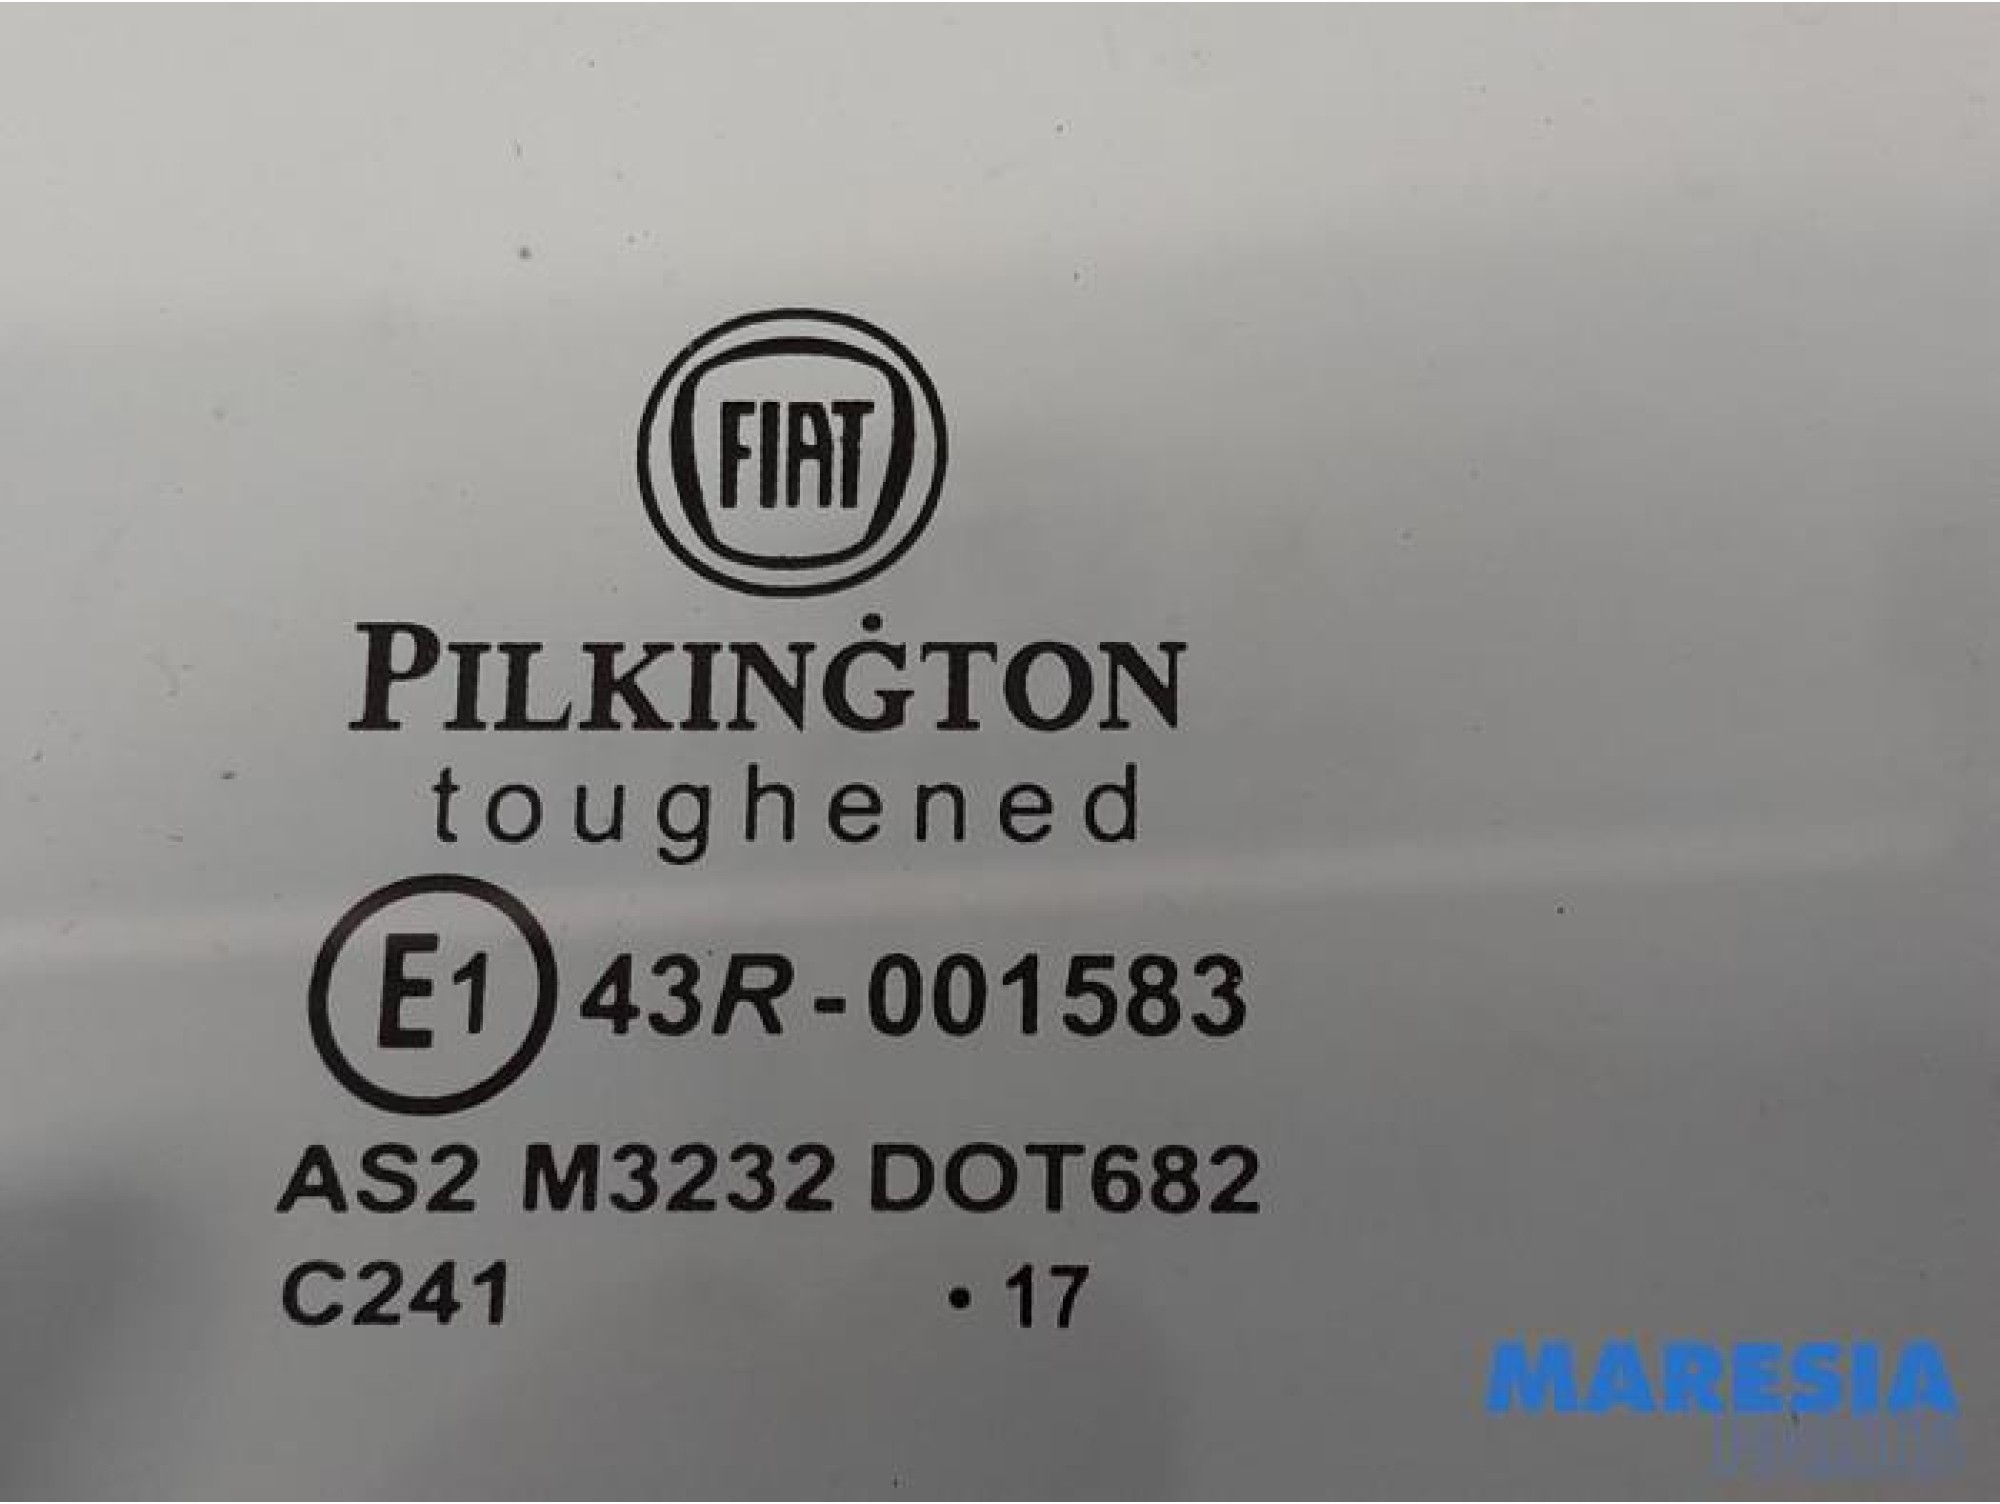 FIAT
PILKINGTON
toughened
E1 43R-001583
AS2 M3232 DOT682
C241 • 17
MARESIA